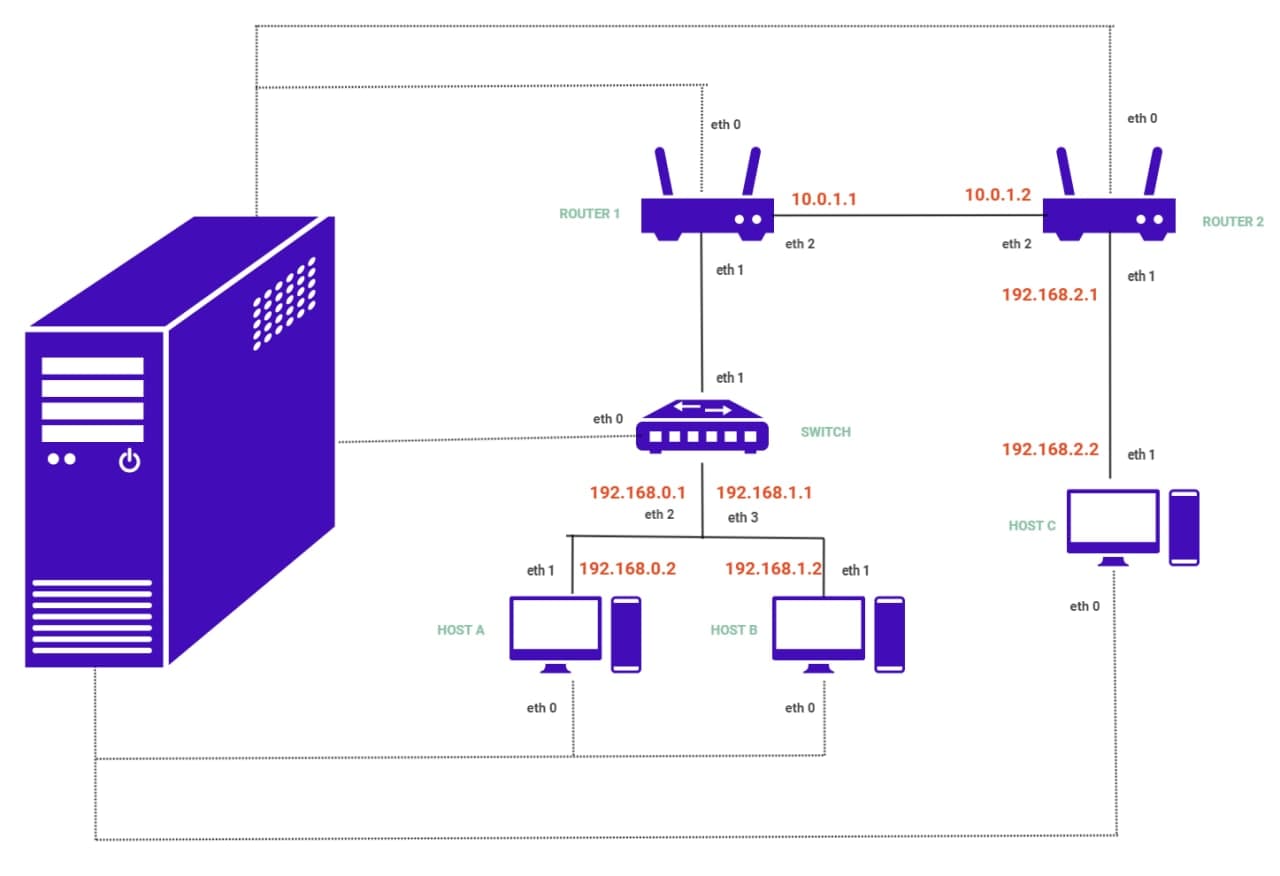 eth 0
eth 0
10.0.1.1
10.0.1.2
ROUTER 1
ROUTER 2
eth 2
eth 2
eth 1
eth 1
192.168.2.1
eth 1
eth 0
SWITCH
192.168.2.2
eth 1
192.168.0.1
192.168.1.1
eth 2
eth 3
HOST C
eth 1
192.168.0.2
192.168.1.2
eth 1
eth 0
HOST A
HOST B
eth 0
eth 0